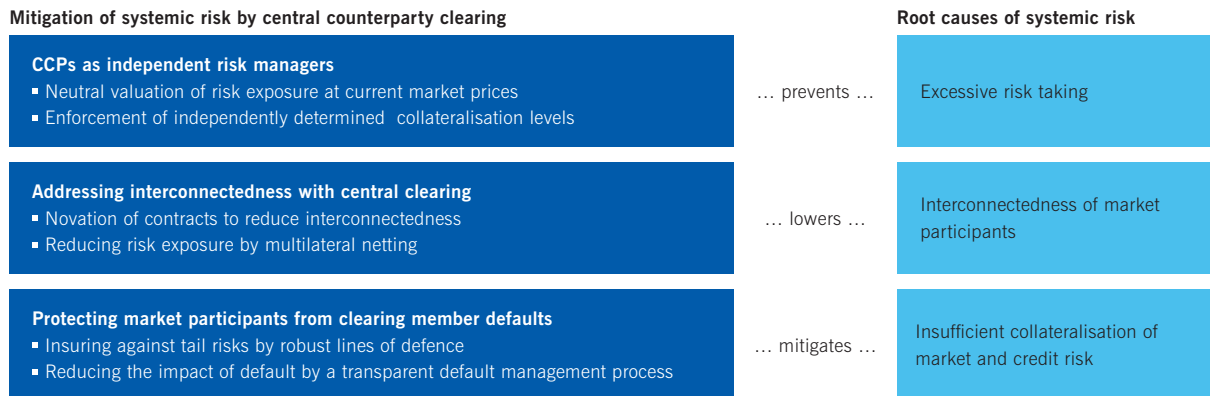 Mitigation of systemic risk by central counterparty clearing
Root causes of systemic risk
CCPs as independent risk managers
▪ Neutral valuation of risk exposure at current market prices
▪ Enforcement of independently determined collateralisation levels
… prevents …
Excessive risk taking
Addressing interconnectedness with central clearing
▪ Novation of contracts to reduce interconnectedness
▪ Reducing risk exposure by multilateral netting
… lowers …
Interconnectedness of market
participants
Protecting market participants from clearing member defaults
▪ Insuring against tail risks by robust lines of defence
▪ Reducing the impact of default by a transparent default management process
… mitigates …
Insufficient collateralisation of
market and credit risk